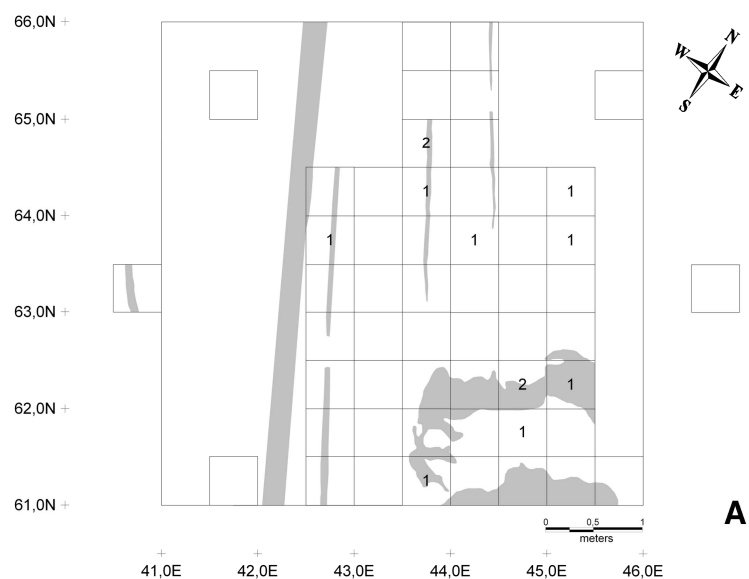 66,0N
N
W
E
S
65,0N
2
64,0N
1 1
1 1 1
63,0N
62,0N
2 1
1
1
61,0N
A
0 0,5 1
meters
41,0E 42,0E 43,0E 44,0E 45,0E 46,0E